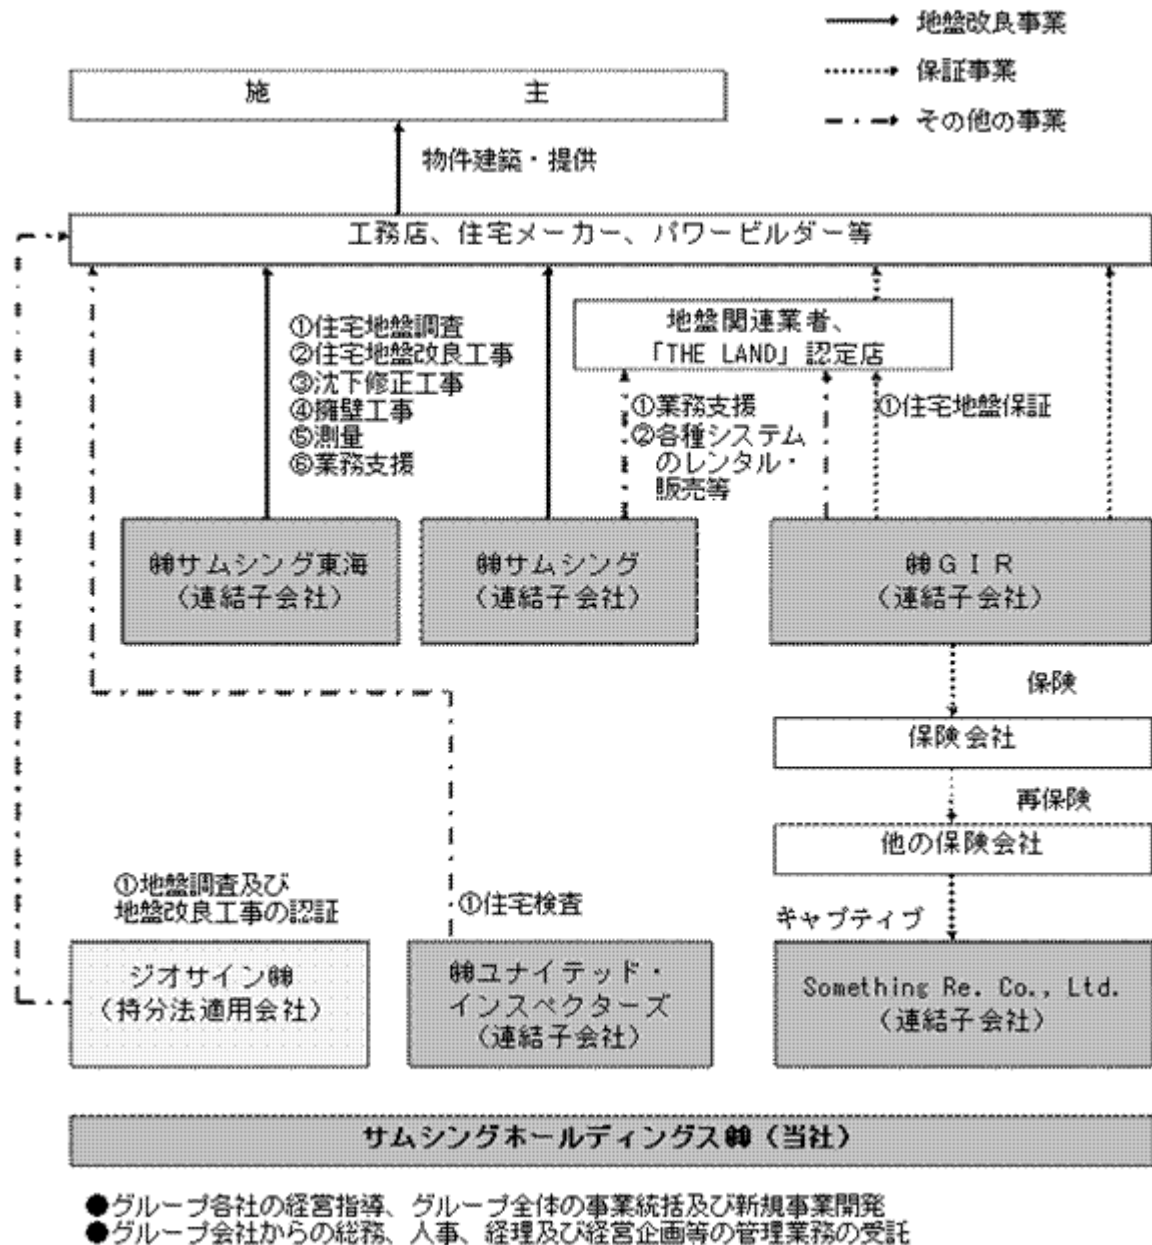 地盤改良事業
保証事業
その他の事業
施 主
物件建築・提供
工務店、住宅メーカー、パワービルダー等
①住宅地盤調査
②住宅地盤改良工事
③沈下修正工事
④擁壁工事
⑤測量
⑥業務支援
地盤関連業者、
「THE LAND」認定店
①業務支援
②各種システム
のレンタル・
販売等
①住宅地盤保証
㈱サムシング東海
（連結子会社）
㈱サムシング
（連結子会社）
㈱ＧＩＲ
（連結子会社）
保険
保険会社
再保険
他の保険会社
キャプティブ
①地盤調査及び
地盤改良工事の認証
①住宅検査
ジオサイン㈱
（持分法適用会社）
㈱ユナイテッド・
インスペクターズ
（連結子会社）
Something Re. Co., Ltd.
（連結子会社）
サムシングホールディングス㈱（当社）
●グループ各社の経営指導、グループ全体の事業統括及び新規事業開発
●グループ会社からの総務、人事、経理及び経営企画等の管理業務の受託